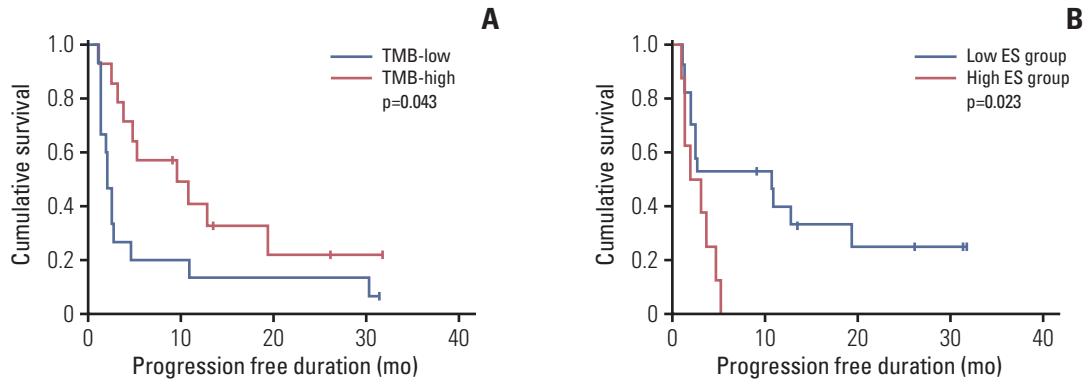 A
Cumulative survival
1.0
0.8
0.6
0.4
0.2
0
TMB-low
TMB-high
p=0.043
0 10 20 30 40
Progression free duration (mo)
B
Cumulative survival
1.0
0.8
0.6
0.4
0.2
0
Low ES group
High ES group
p=0.023
0 10 20 30 40
Progression free duration (mo)